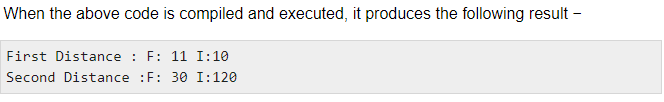 When the above code is compiled and executed, it produces the following result −
First Distance : F: 11 I:10
Second Distance :F: 30 I:120